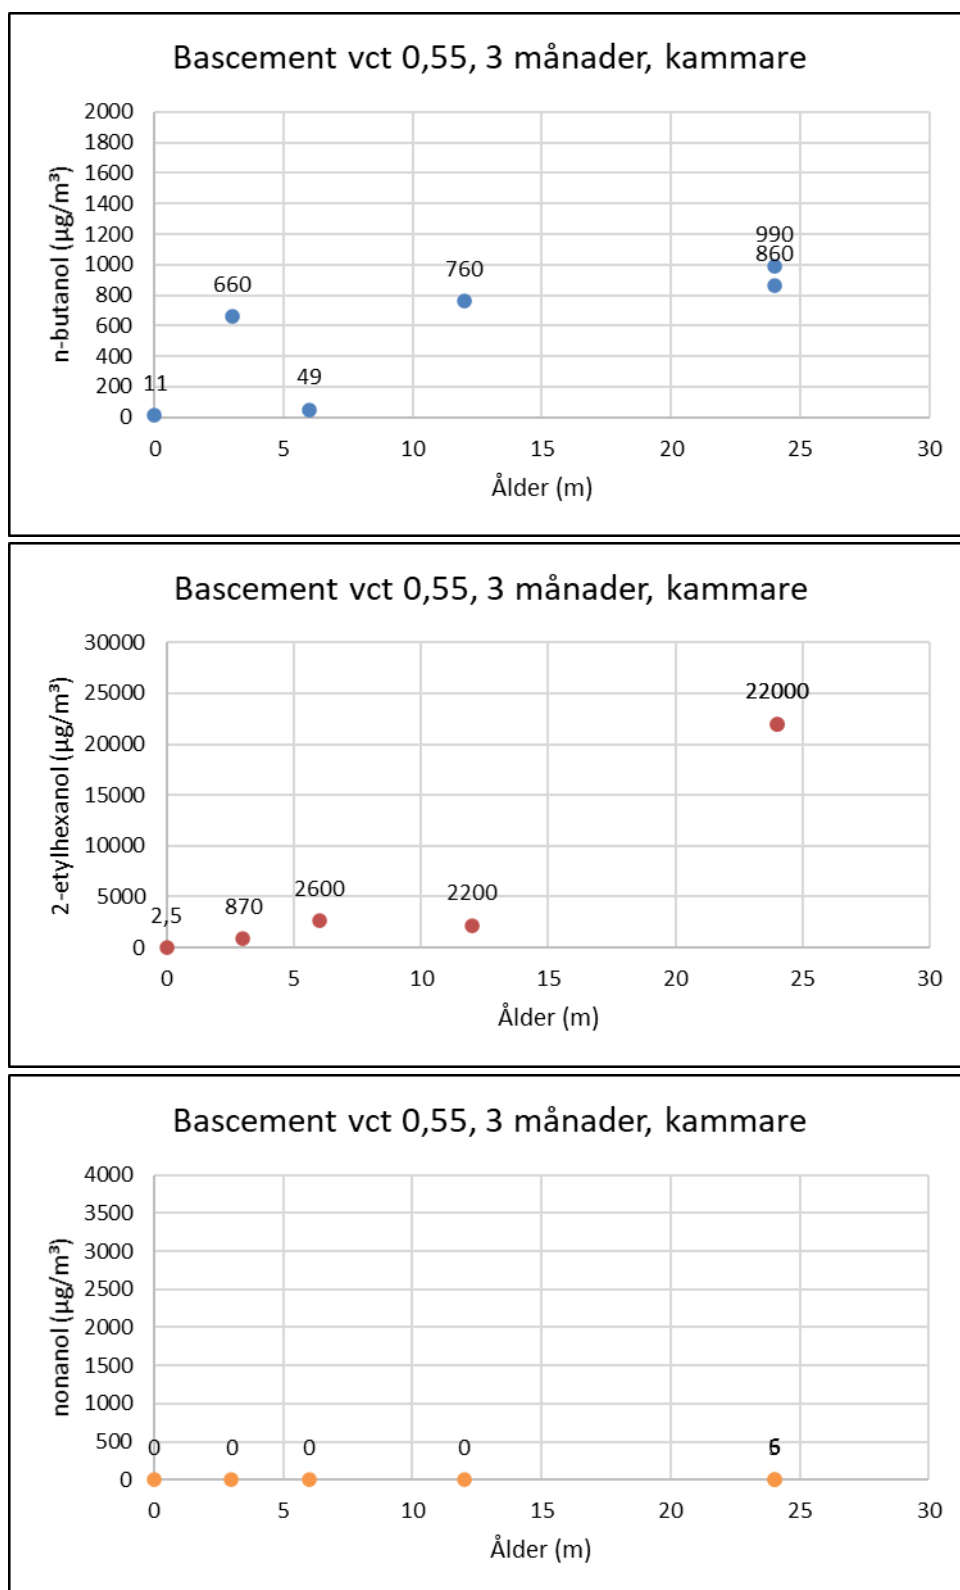 Bascement vct 0,55, 3 månader, kammare
n-butanol (µg/m³)
2000
1800
1600
1400
1200
1000
800
600
400
200
0
11
660
49
760
990
860
0 5 10 15 20 25 30
Ålder (m)
Bascement vct 0,55, 3 månader, kammare
2-etylhexanol (µg/m³)
30000
25000
20000
15000
10000
5000
0
2,5
870
2600
2200
22000
0 5 10 15 20 25 30
Ålder (m)
Bascement vct 0,55, 3 månader, kammare
nonanol (µg/m³)
4000
3500
3000
2500
2000
1500
1000
500
0
0 0 0 0
0 5 10 15 20 25 30
Ålder (m)